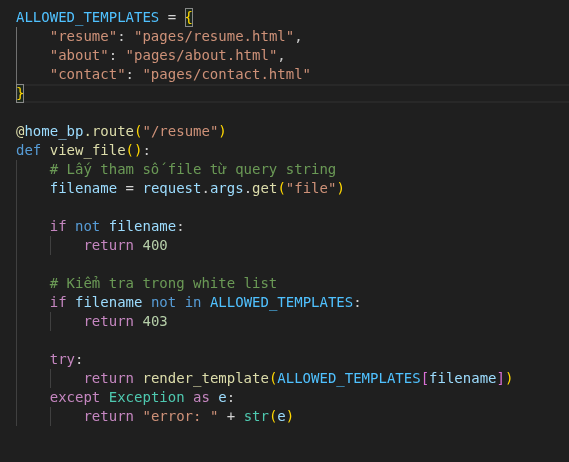 ALLOWED_TEMPLATES = {
    "resume": "pages/resume.html",
    "about": "pages/about.html",
    "contact": "pages/contact.html"
}
@home_bp.route("/resume")
def view_file():
    # Lấy tham số file từ query string
    filename = request.args.get("file")
    if not filename:
        return 400
    # Kiểm tra trong white list
    if filename not in ALLOWED_TEMPLATES:
        return 403
    try:
        return render_template(ALLOWED_TEMPLATES[filename])
    except Exception as e:
        return "error: " + str(e)